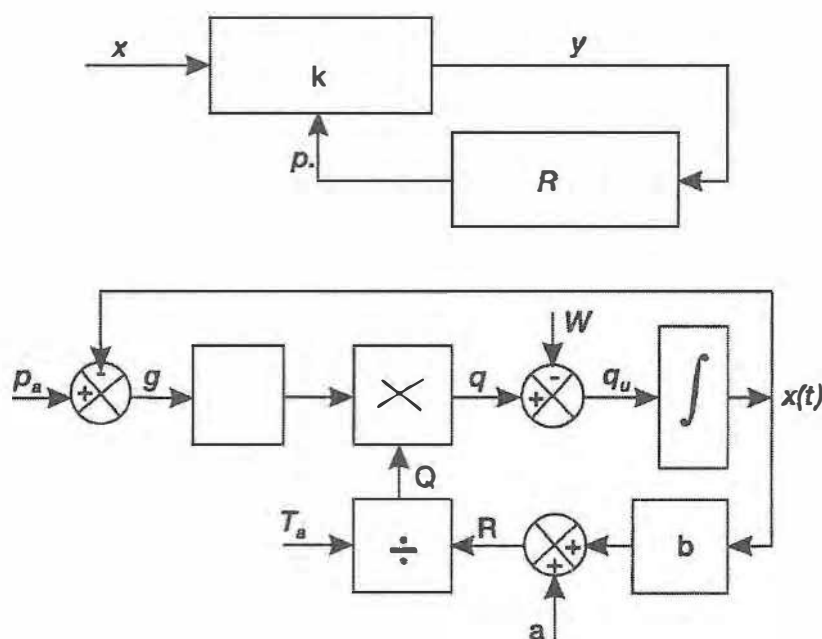 x
y
k
p.
R
W
p_a
+
-
g
×
q
-
+
q_u
∫
x(t)
Q
T_a
÷
R
+
+
b
a